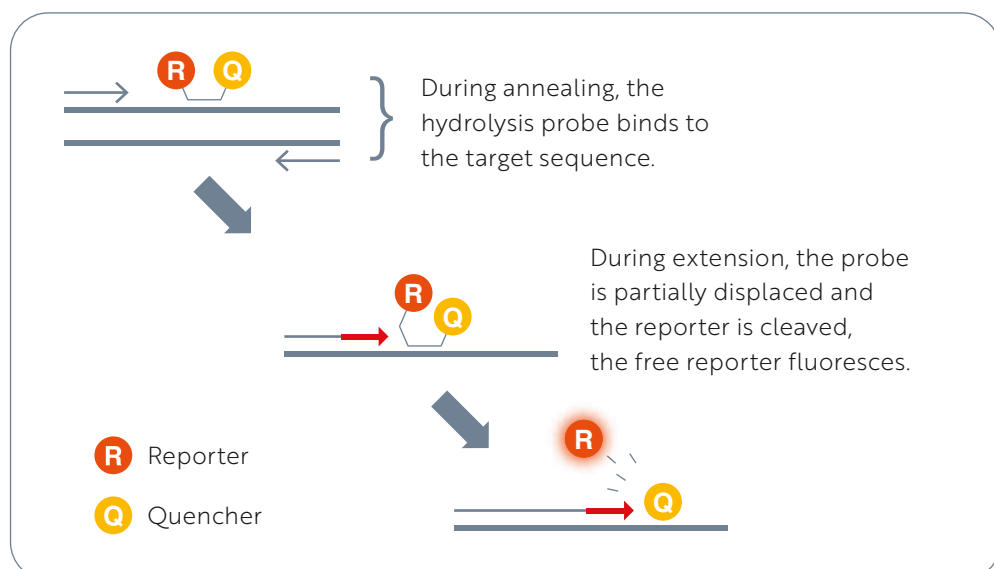 R Q
During annealing, the
hydrolysis probe binds to
the target sequence.
During extension, the probe
is partially displaced and
the reporter is cleaved,
the free reporter fluoresces.
R
Q
R
R Reporter
Q
Q Quencher